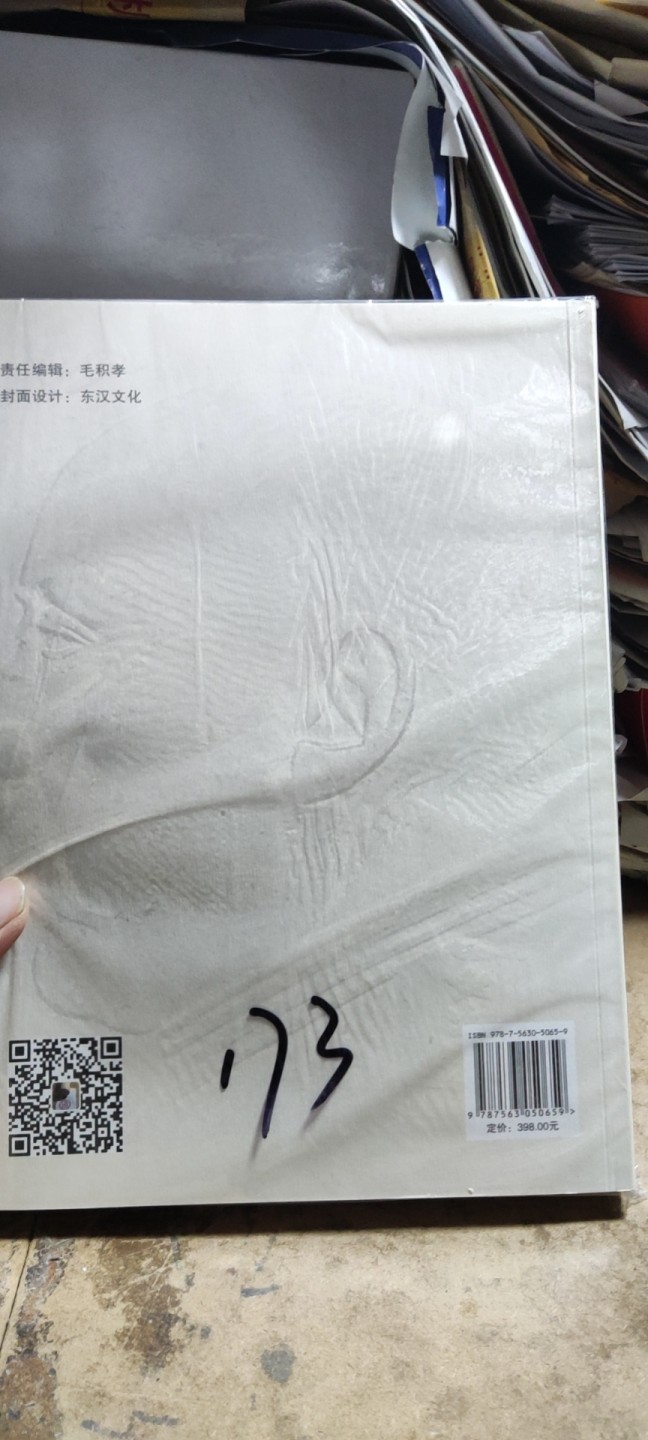 责任编辑：毛积孝
封面设计：东汉文化
173
ISBN 978-7-5630-5065-9
9 787563 050659 >
定价：398.00元